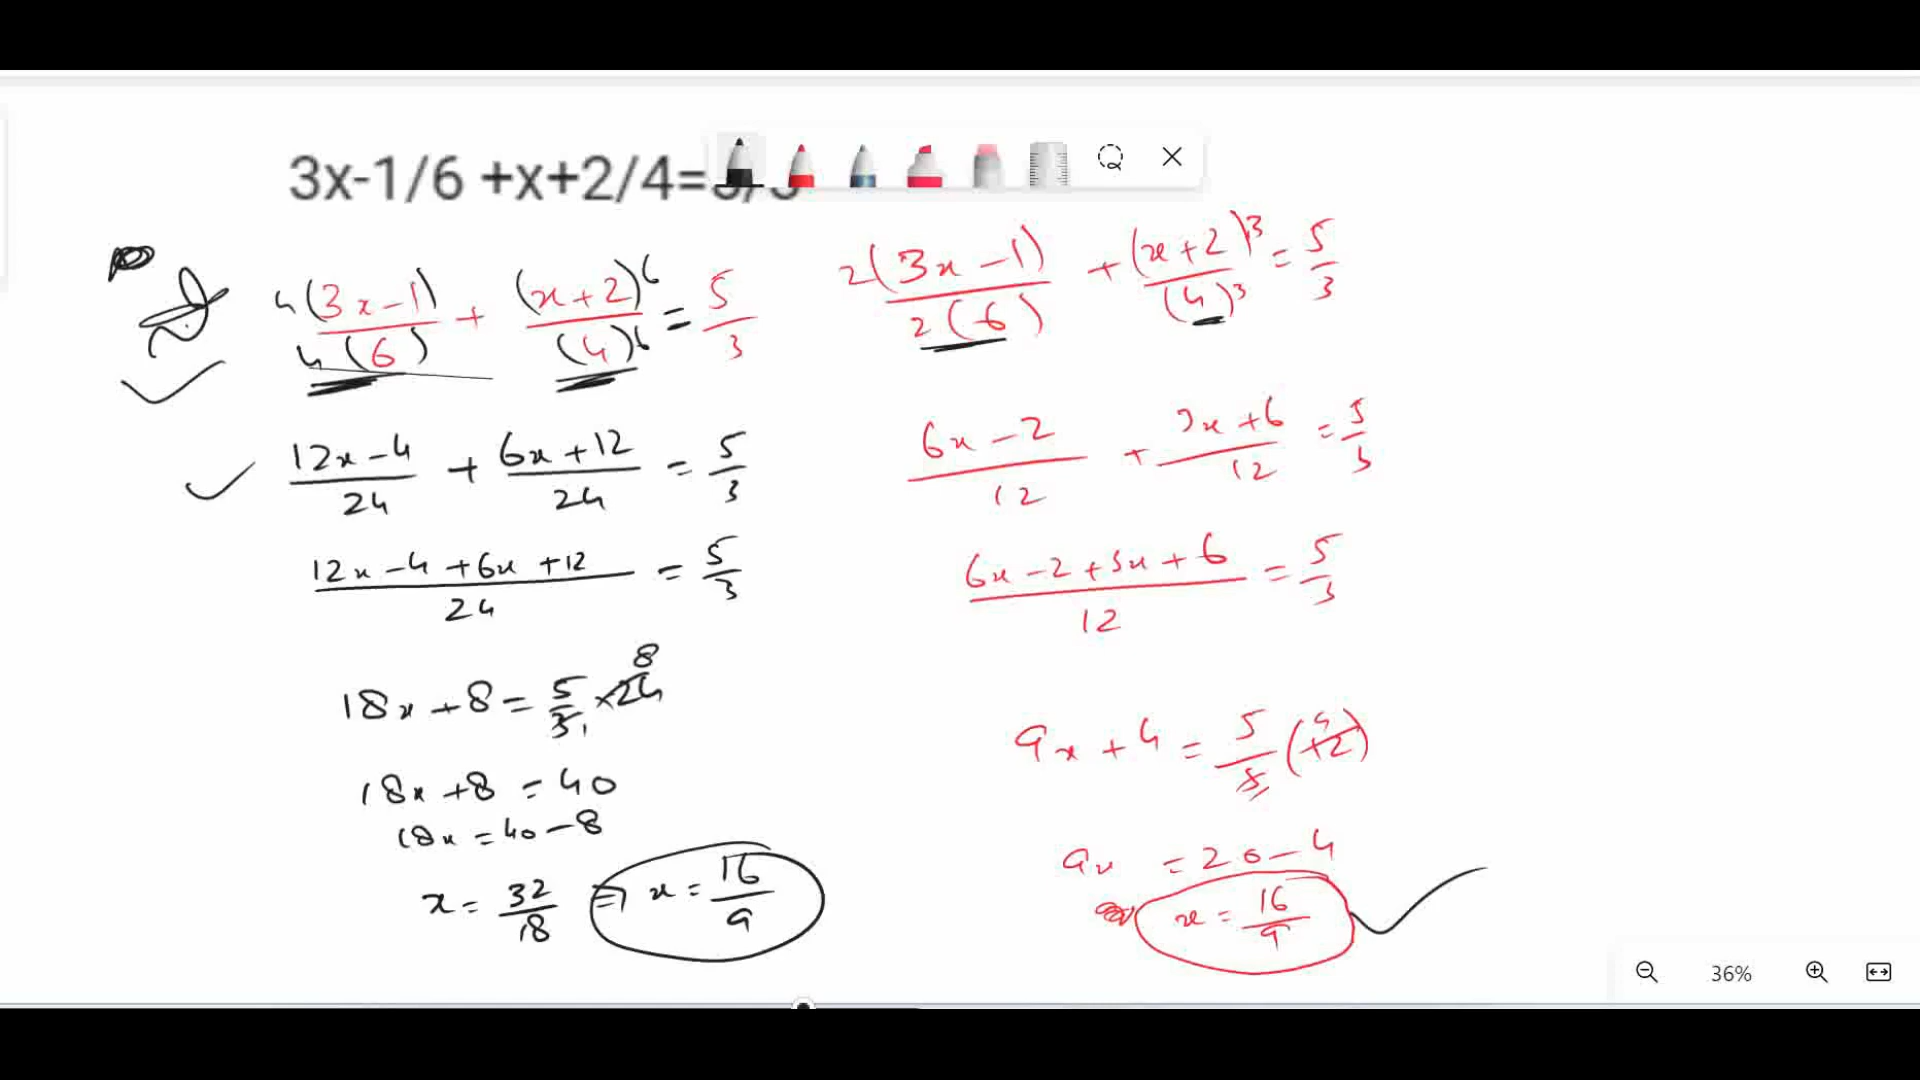 3x-1/6 +x+2/4=
4(3x-1)/4(6) + (x+2)6/(4)6 = 5/3
12x-4/24 + 6x+12/24 = 5/3
12x-4+6x+12/24 = 5/3
18x+8 = 5/3 × 24 8
1
18x+8 = 40
18x = 40-8
x = 32/18 ⇒ x = 16/9
2(3x-1)/2(6) + (x+2)3/(4)3 = 5/3
6x-2/12 + 3x+6/12 = 5/3
6x-2+3x+6/12 = 5/3
9x+4 = 5/3 (12) 4
9x = 20-4
x = 16/9
36%